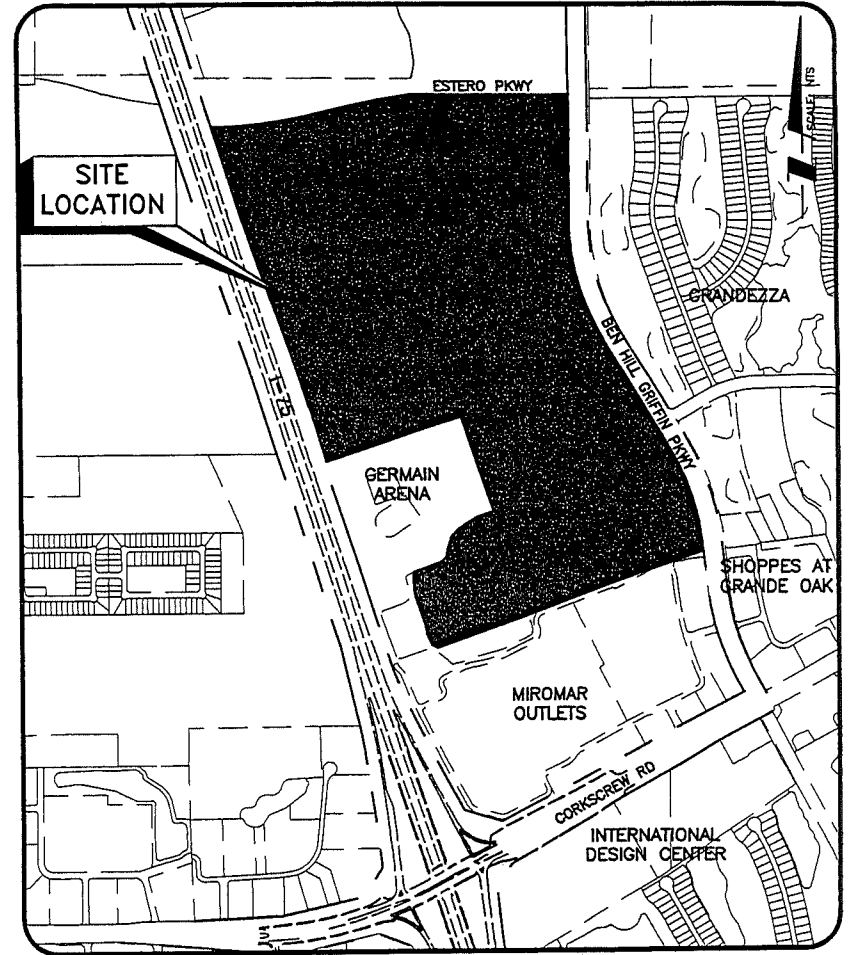 ESTERO PKWY
SCALE: NTS
SITE
LOCATION
GRANDEZZA
BEN HILL GRIFFIN PKWY
I-75
GERMAIN
ARENA
SHOPPES AT
GRANDE OAK
MIROMAR
OUTLETS
CORKSCREW RD
INTERNATIONAL
DESIGN CENTER